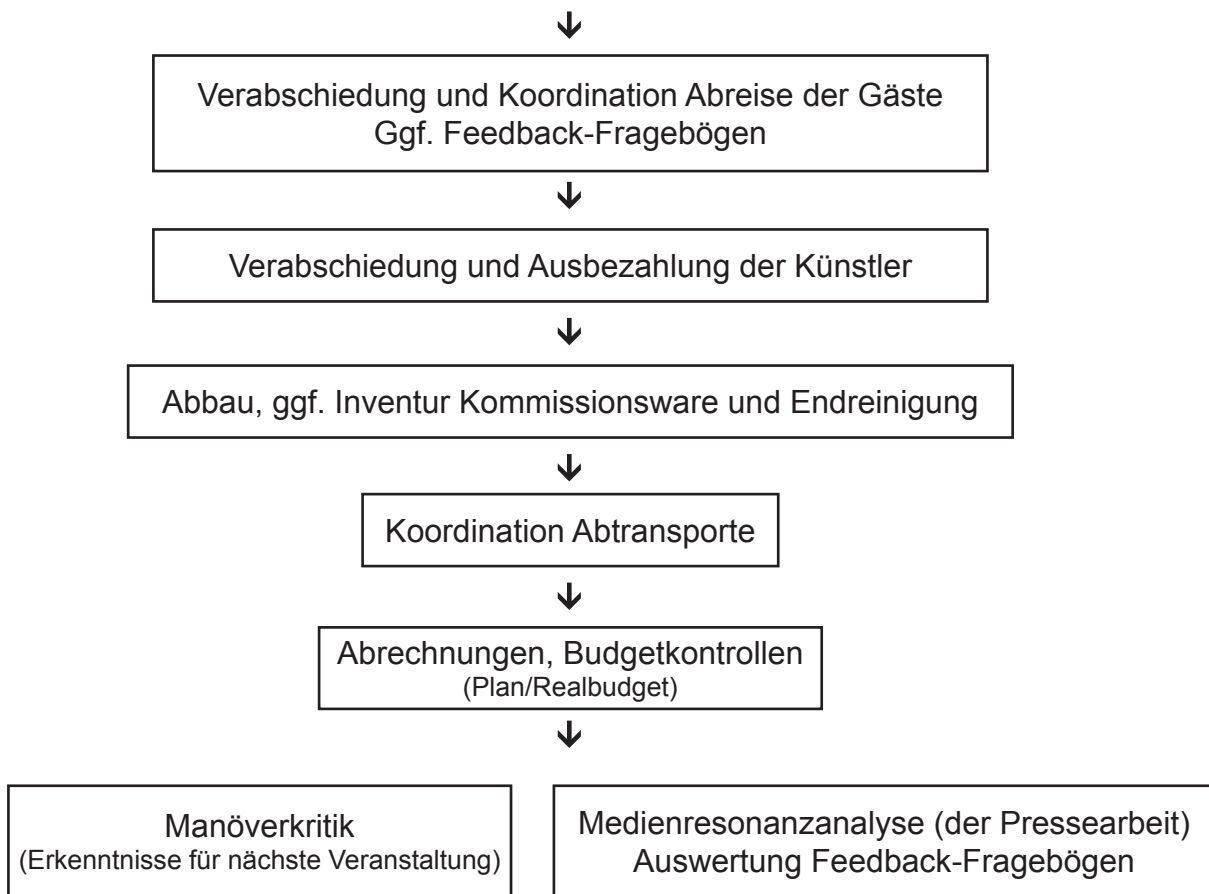 Verabschiedung und Koordination Abreise der Gäste
Ggf. Feedback-Fragebögen
Verabschiedung und Ausbezahlung der Künstler
Abbau, ggf. Inventur Kommissionsware und Endreinigung
Koordination Abtransporte
Abrechnungen, Budgetkontrollen
(Plan/Realbudget)
Manöverkritik
(Erkenntnisse für nächste Veranstaltung)
Medienresonanzanalyse (der Pressearbeit)
Auswertung Feedback-Fragebögen